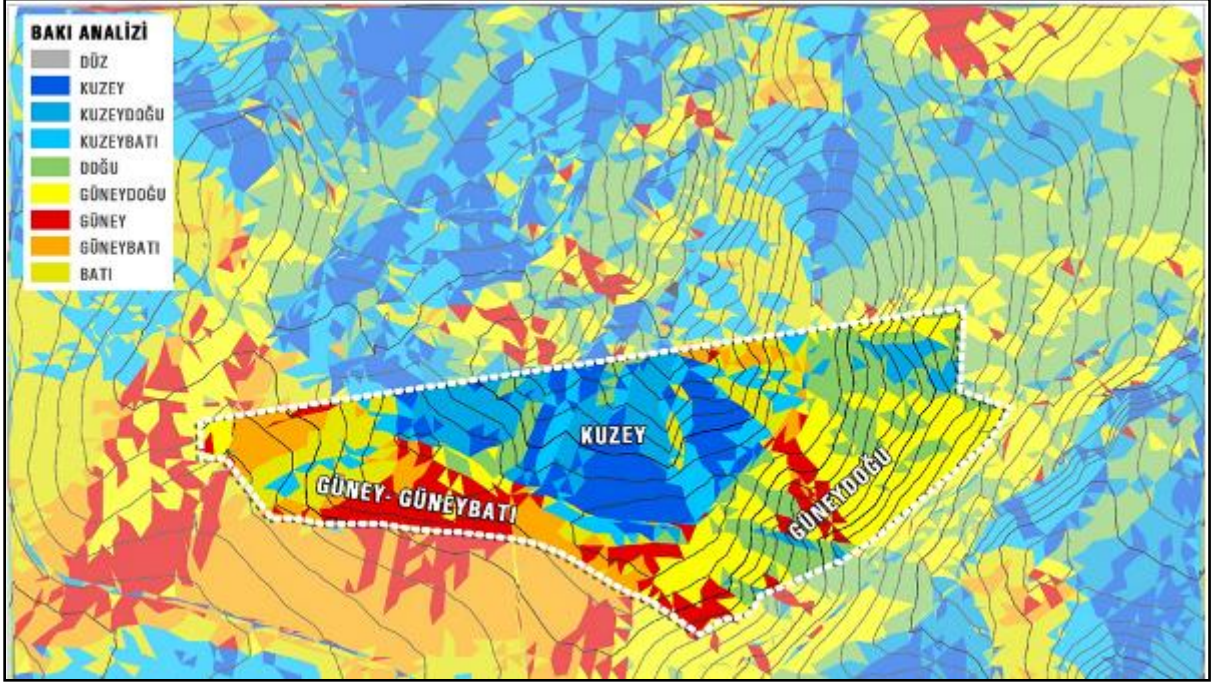 BAKI ANALİZİ
DÜZ
KUZEY
KUZEYDOĞU
KUZEYBATI
DOĞU
GÜNEYDOĞU
GÜNEY
GÜNEYBATI
BATI
KUZEY
GÜNEY- GÜNEYBATI
GÜNEYDOĞU